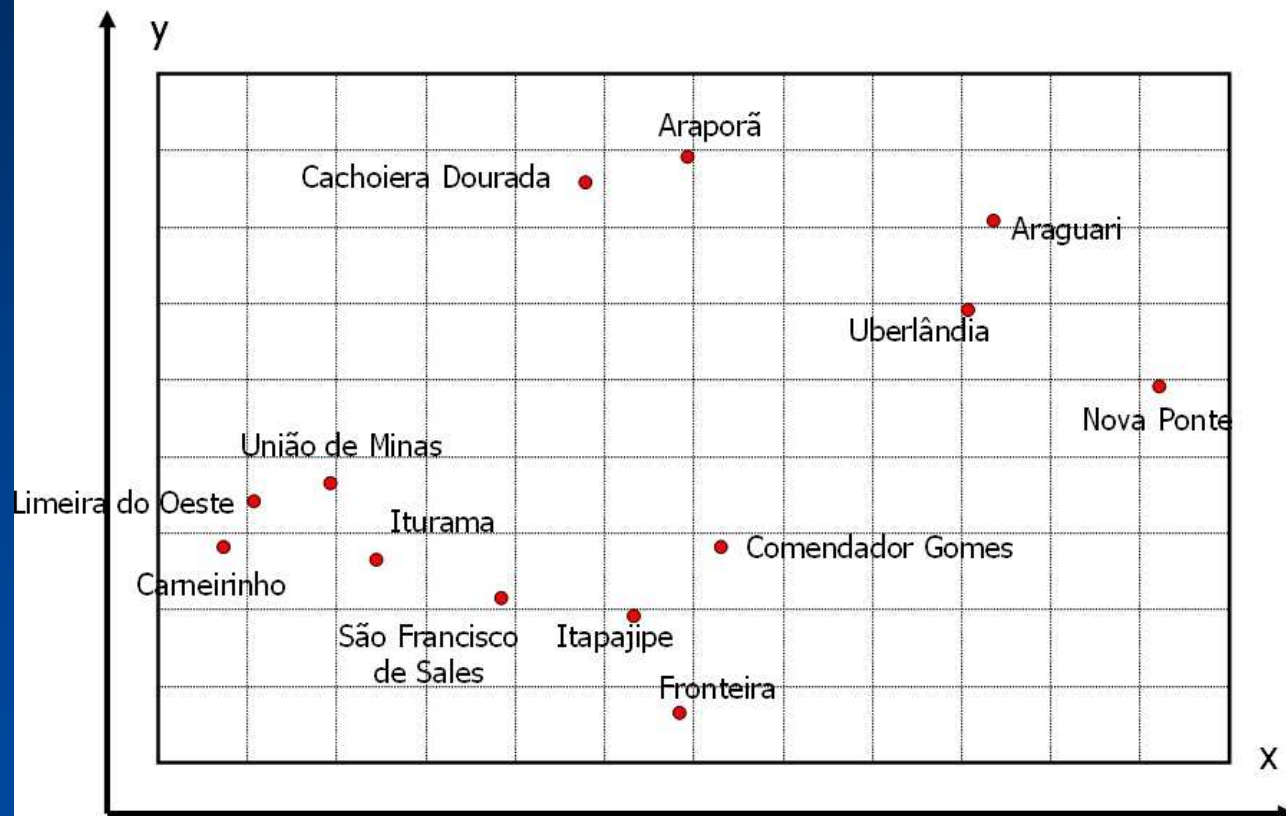 y
Araporã
Cachoiera Dourada
Araguari
Uberlândia
Nova Ponte
União de Minas
Limeira do Oeste
Iturama
Comendador Gomes
Carneirinho
São Francisco
de Sales
Itapajipe
Fronteira
x